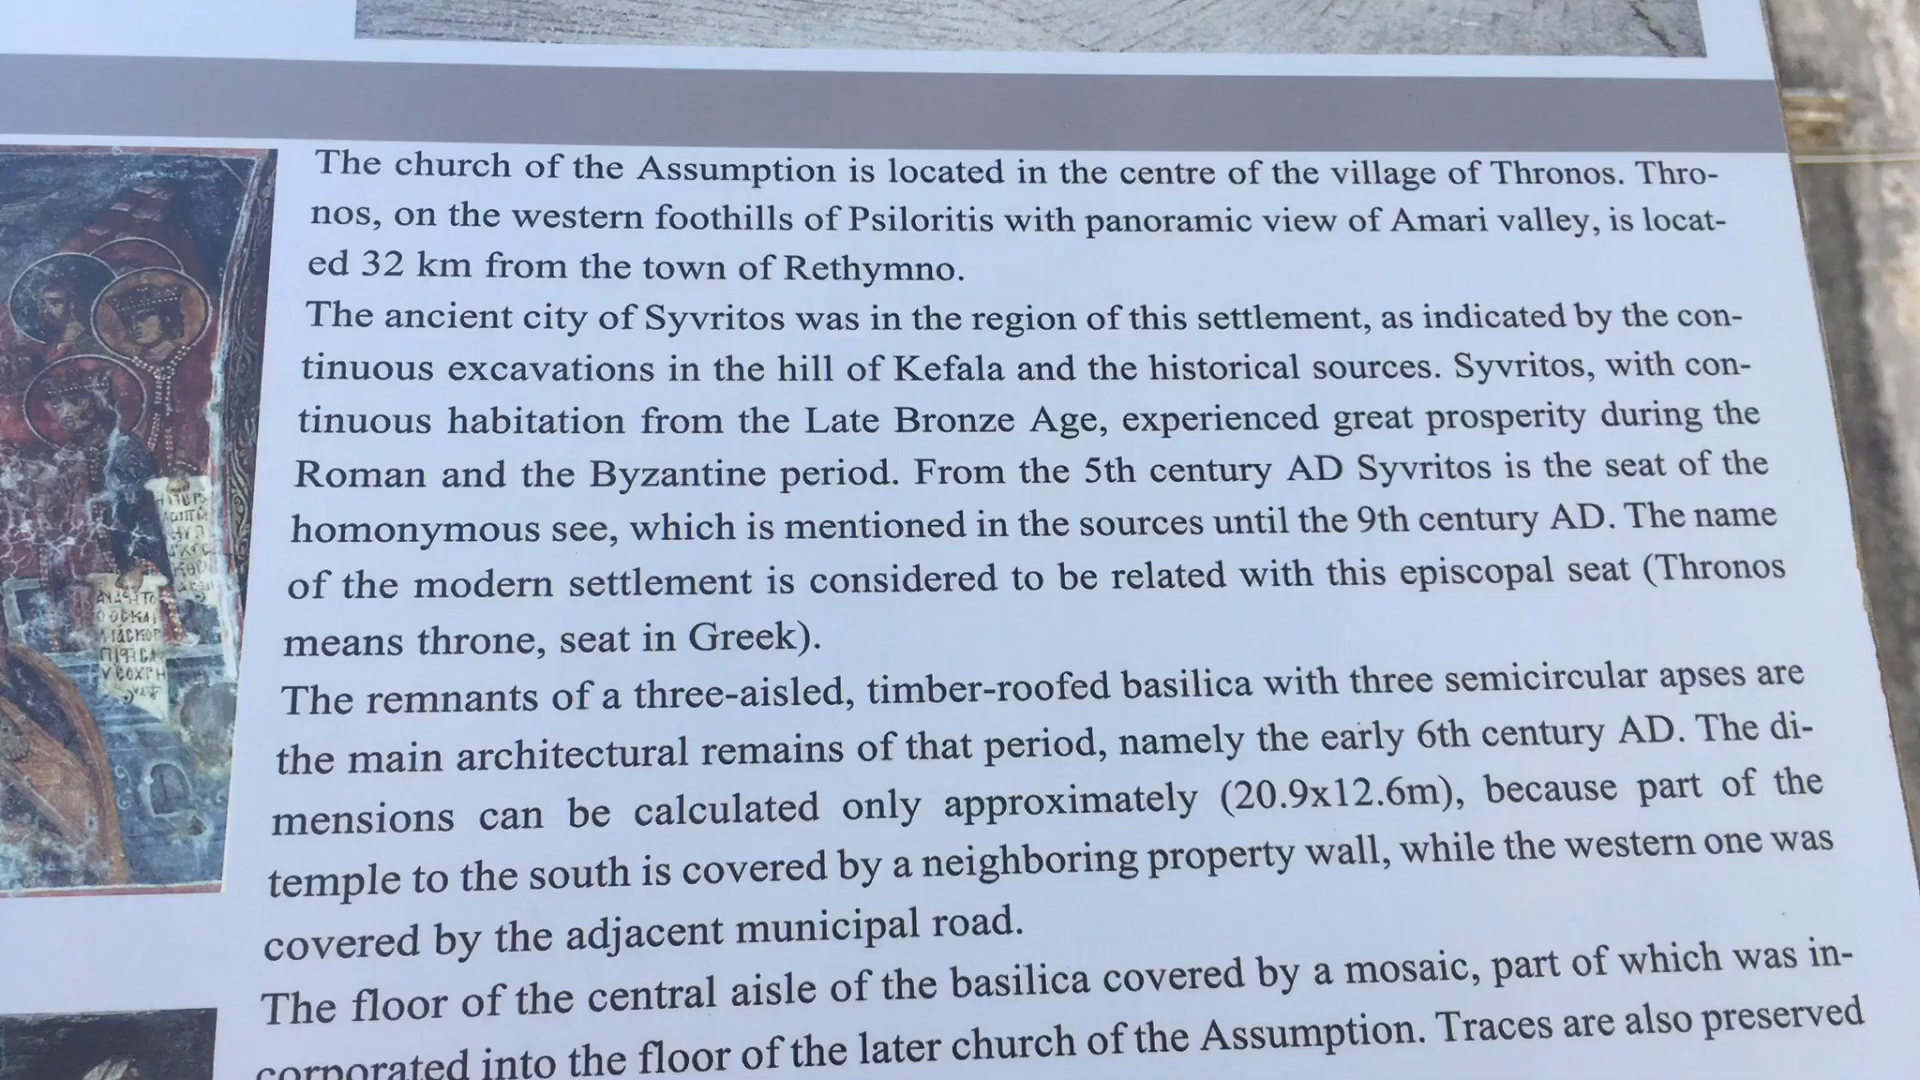 The church of the Assumption is located in the centre of the village of Thronos. Thro-
nos, on the western foothills of Psiloritis with panoramic view of Amari valley, is locat-
ed 32 km from the town of Rethymno.
The ancient city of Syvritos was in the region of this settlement, as indicated by the con-
tinuous excavations in the hill of Kefala and the historical sources. Syvritos, with con-
tinuous habitation from the Late Bronze Age, experienced great prosperity during the
Roman and the Byzantine period. From the 5th century AD Syvritos is the seat of the
homonymous see, which is mentioned in the sources until the 9th century AD. The name
of the modern settlement is considered to be related with this episcopal seat (Thronos
means throne, seat in Greek).
The remnants of a three-aisled, timber-roofed basilica with three semicircular apses are
the main architectural remains of that period, namely the early 6th century AD. The di-
mensions can be calculated only approximately (20.9x12.6m), because part of the
temple to the south is covered by a neighboring property wall, while the western one was
covered by the adjacent municipal road.
The floor of the central aisle of the basilica covered by a mosaic, part of which was in-
corporated into the floor of the later church of the Assumption. Traces are also preserved